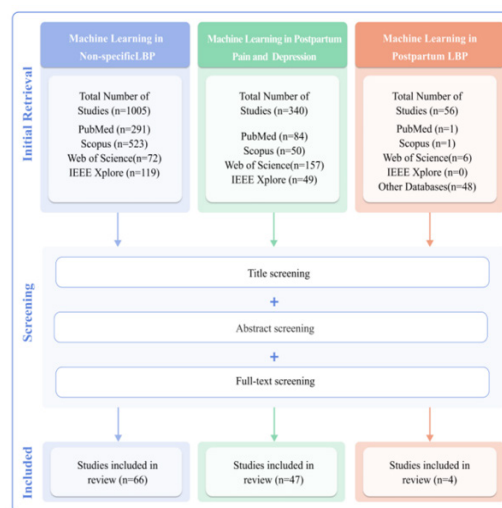 Initial Retrieval
Machine Learning in
Non-specificLBP
Total Number of
Studies (n=1005)
PubMed (n=291)
Scopus (n=523)
Web of Science(n=72)
IEEE Xplore (n=119)
Machine Learning in Postpartum
Pain and Depression
Total Number of
Studies (n=340)
PubMed (n=84)
Scopus (n=50)
Web of Science(n=157)
IEEE Xplore (n=49)
Machine Learning in
Postpartum LBP
Total Number of
Studies (n=56)
PubMed (n=1)
Scopus (n=1)
Web of Science(n=6)
IEEE Xplore (n=0)
Other Databases(n=48)
Screening
Title screening
+
Abstract screening
+
Full-text screening
Included
Studies included in
review (n=66)
Studies included in
review (n=47)
Studies included in
review (n=4)